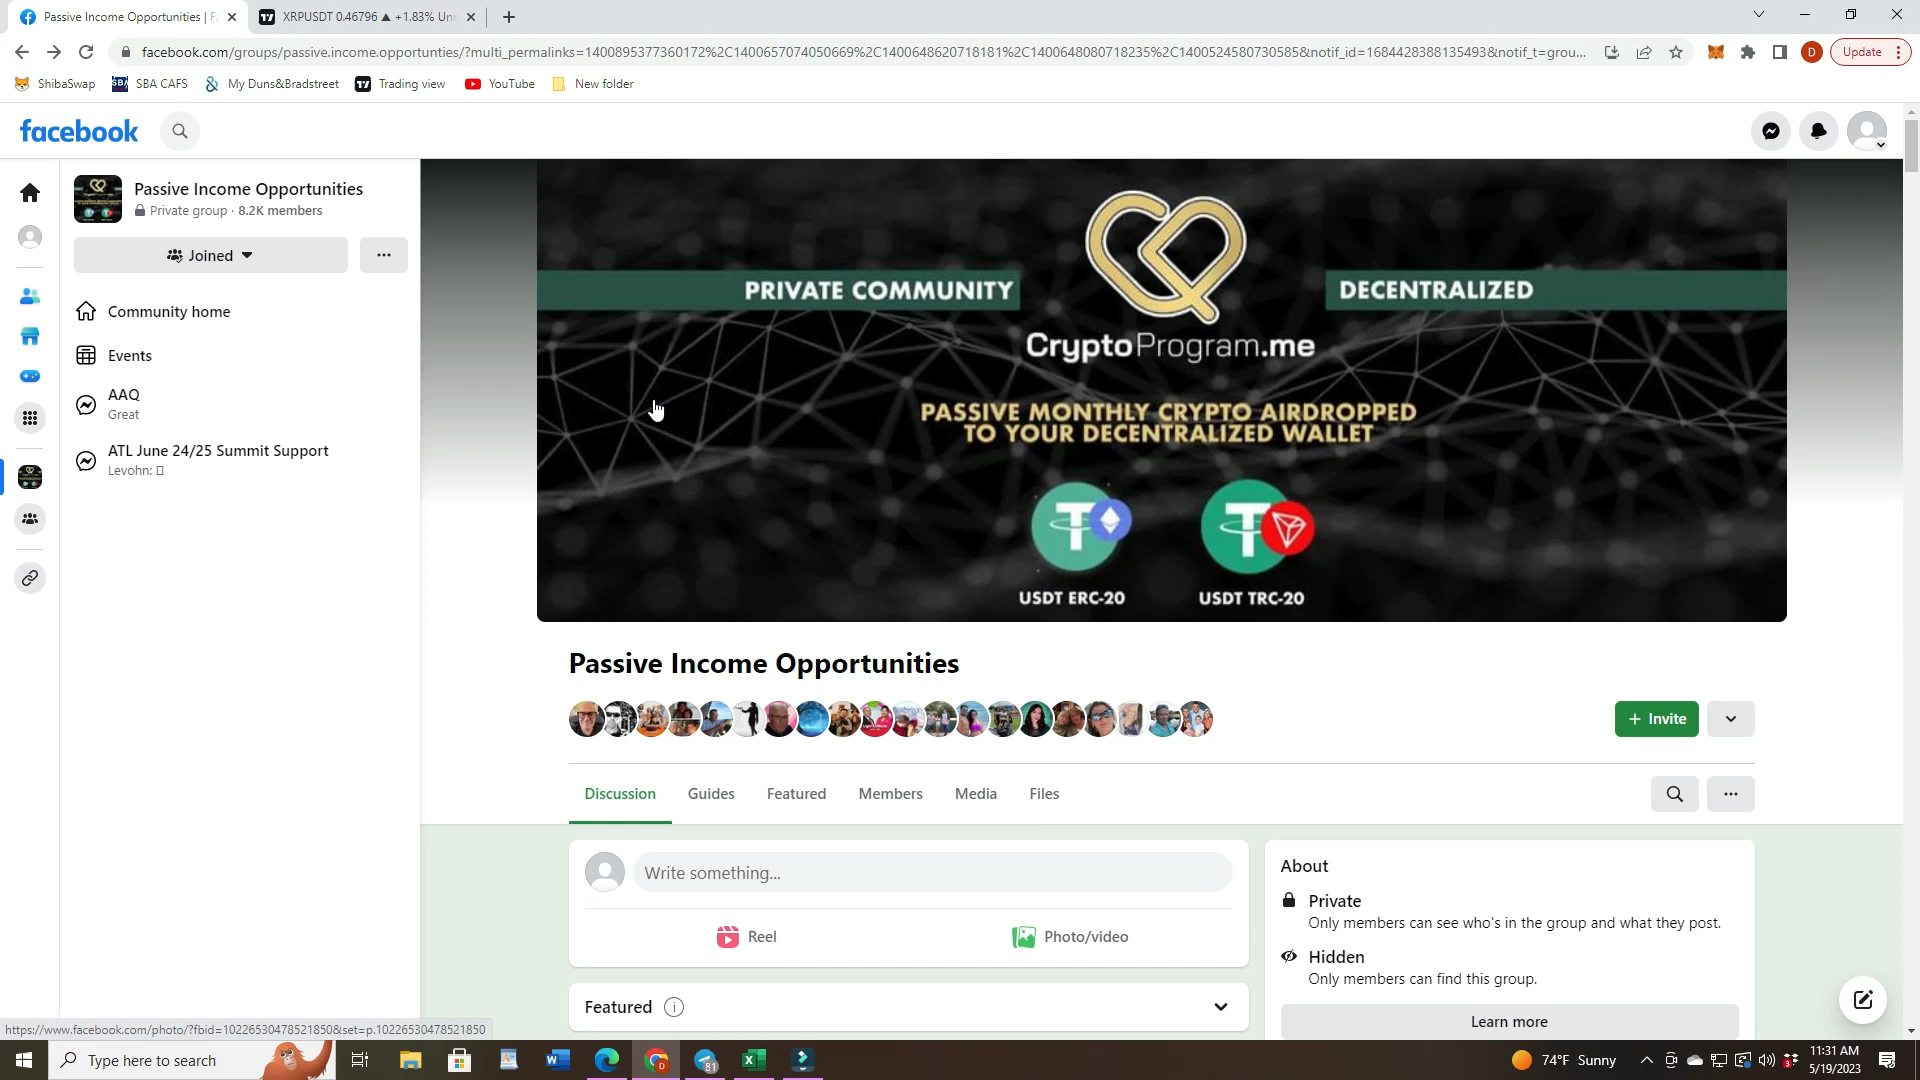 Passive Income Opportunities | Fa
XRPUSDT 0.46796 ▲ +1.83% Unn
facebook.com/groups/passive.income.opportunties/?multi_permalinks=1400895377360172%2C1400657074050669%2C1400648620718181%2C1400648080718235%2C1400524580730585&notif_id=1684428388135493&notif_t=grou...
D
Update
ShibaSwap
SBA CAFS
My Duns&Bradstreet
Trading view
YouTube
New folder
facebook
Passive Income Opportunities
Private group · 8.2K members
Joined
Community home
Events
AAQ
Great
ATL June 24/25 Summit Support
Levohn:
PRIVATE COMMUNITY
DECENTRALIZED
CryptoProgram.me
PASSIVE MONTHLY CRYPTO AIRDROPPED
TO YOUR DECENTRALIZED WALLET
USDT ERC-20
USDT TRC-20
Passive Income Opportunities
+ Invite
Discussion
Guides
Featured
Members
Media
Files
Write something...
Reel
Photo/video
Featured
About
Private
Only members can see who's in the group and what they post.
Hidden
Only members can find this group.
Learn more
https://www.facebook.com/photo/?fbid=10226530478521850&set=p.10226530478521850
Type here to search
81
74°F Sunny
11:31 AM
5/19/2023